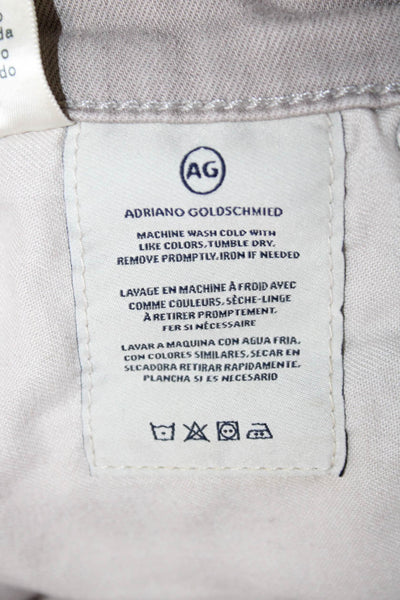 o
da
o
do
AG
ADRIANO GOLDSCHMIED
MACHINE WASH COLD WITH
LIKE COLORS, TUMBLE DRY.
REMOVE PROMPTLY. IRON IF NEEDED
LAVAGE EN MACHINE À FROID AVEC
COMME COULEURS, SÈCHE-LINGE
À RETIRER PROMPTEMENT.
FER SI NÉCESSAIRE
LAVAR A MAQUINA CON AGUA FRIA,
CON COLORES SIMILARES, SECAR EN
SECADORA RETIRAR RAPIDAMENTE,
PLANCHA SI ES NECESARIO